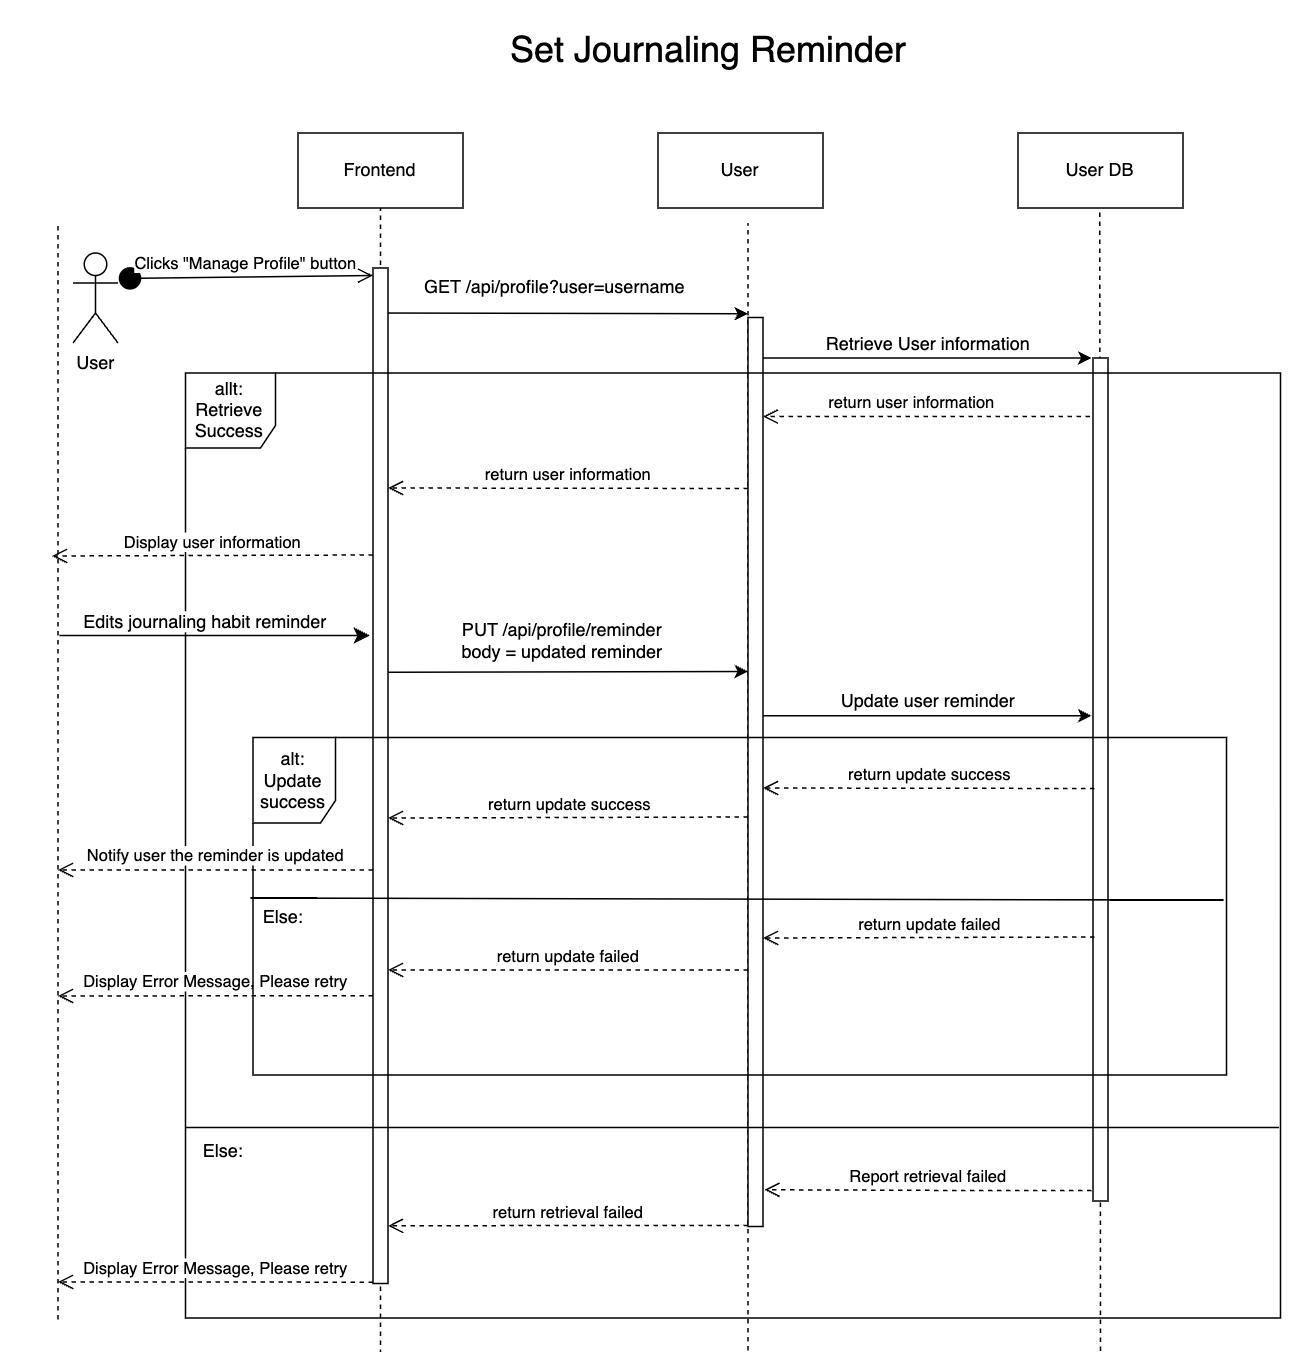 Set Journaling Reminder
Frontend
User
User DB
Clicks "Manage Profile" button
GET /api/profile?user=username
User
Retrieve User information
allt:
Retrieve
Success
return user information
return user information
Display user information
Edits journaling habit reminder
PUT /api/profile/reminder
body = updated reminder
Update user reminder
alt:
Update
success
return update success
return update success
Notify user the reminder is updated
Else:
return update failed
return update failed
Display Error Message, Please retry
Else:
Report retrieval failed
return retrieval failed
Display Error Message, Please retry